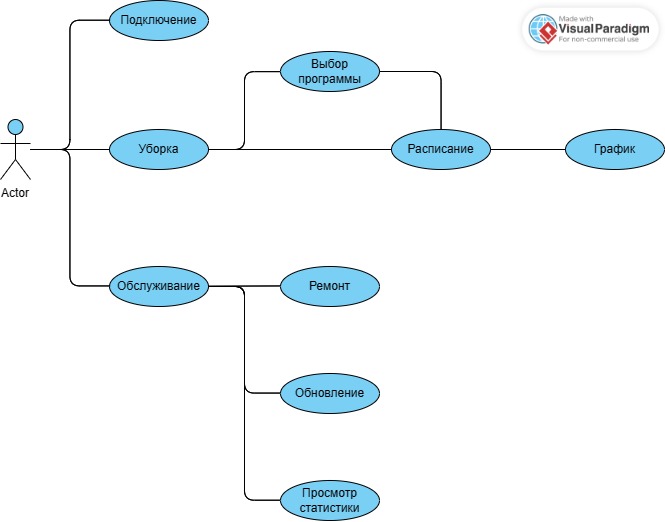 Made with
Visual Paradigm
For non-commercial use
Подключение
Выбор
программы
Actor
Уборка
Расписание
График
Обслуживание
Ремонт
Обновление
Просмотр
статистики